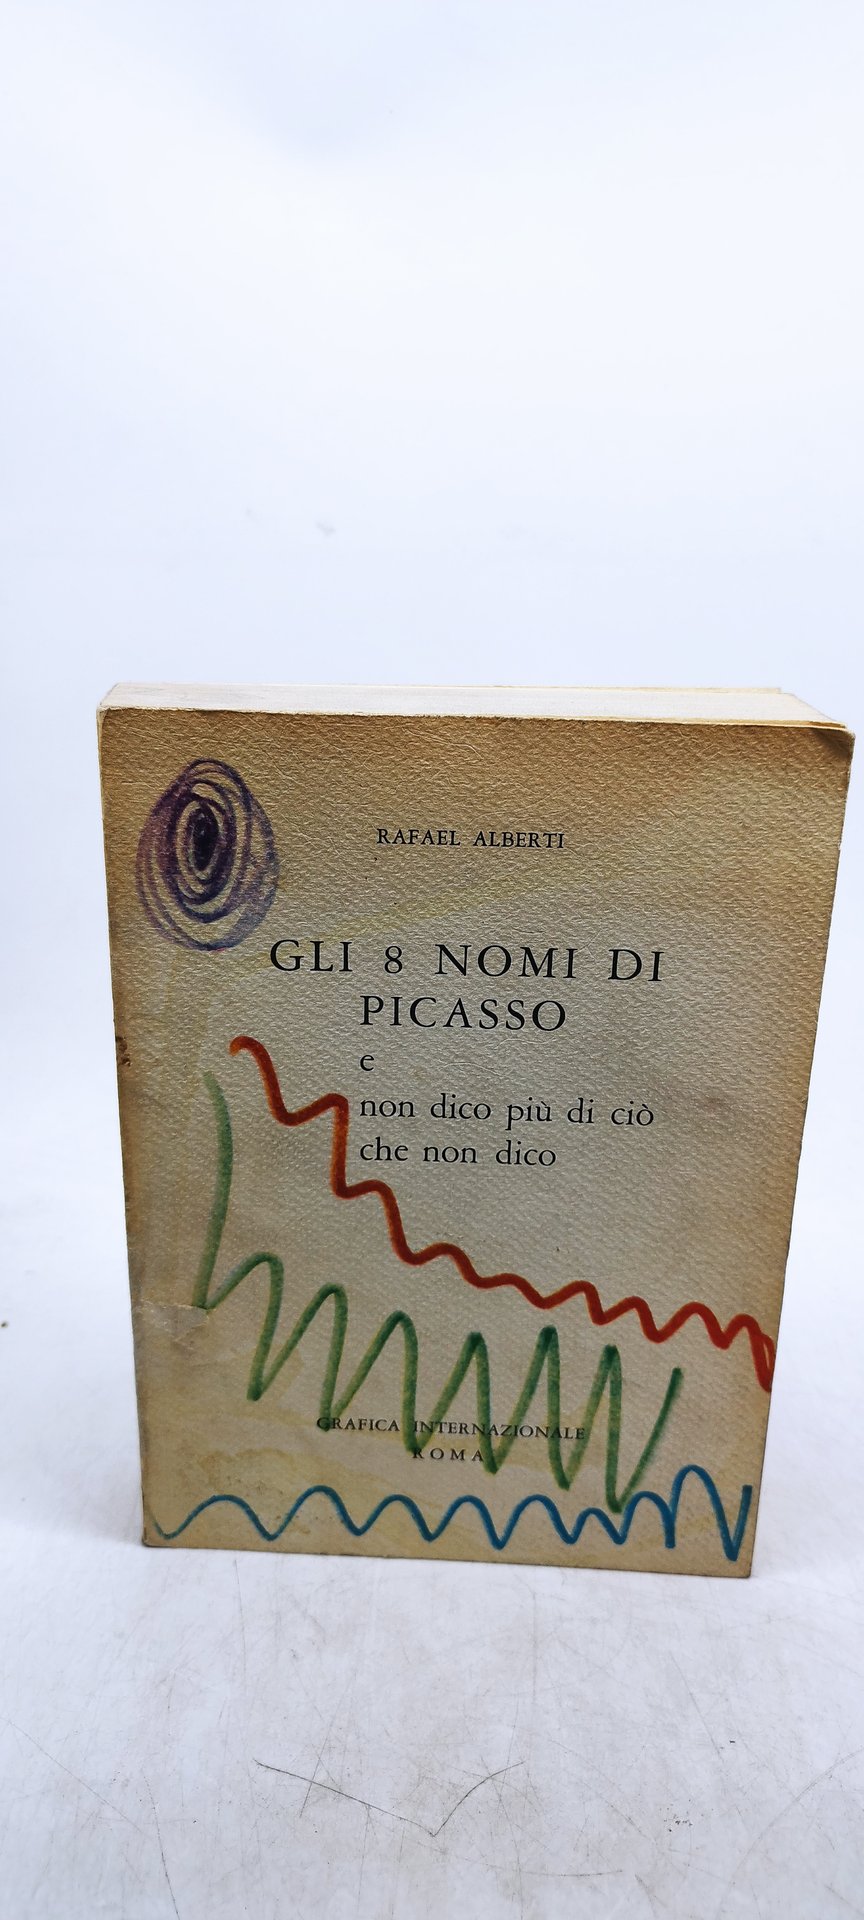 RAFAEL ALBERTI
GLI 8 NOMI DI
PICASSO
e
non dico più di ciò
che non dico
GRAFICA INTERNAZIONALE
ROMA